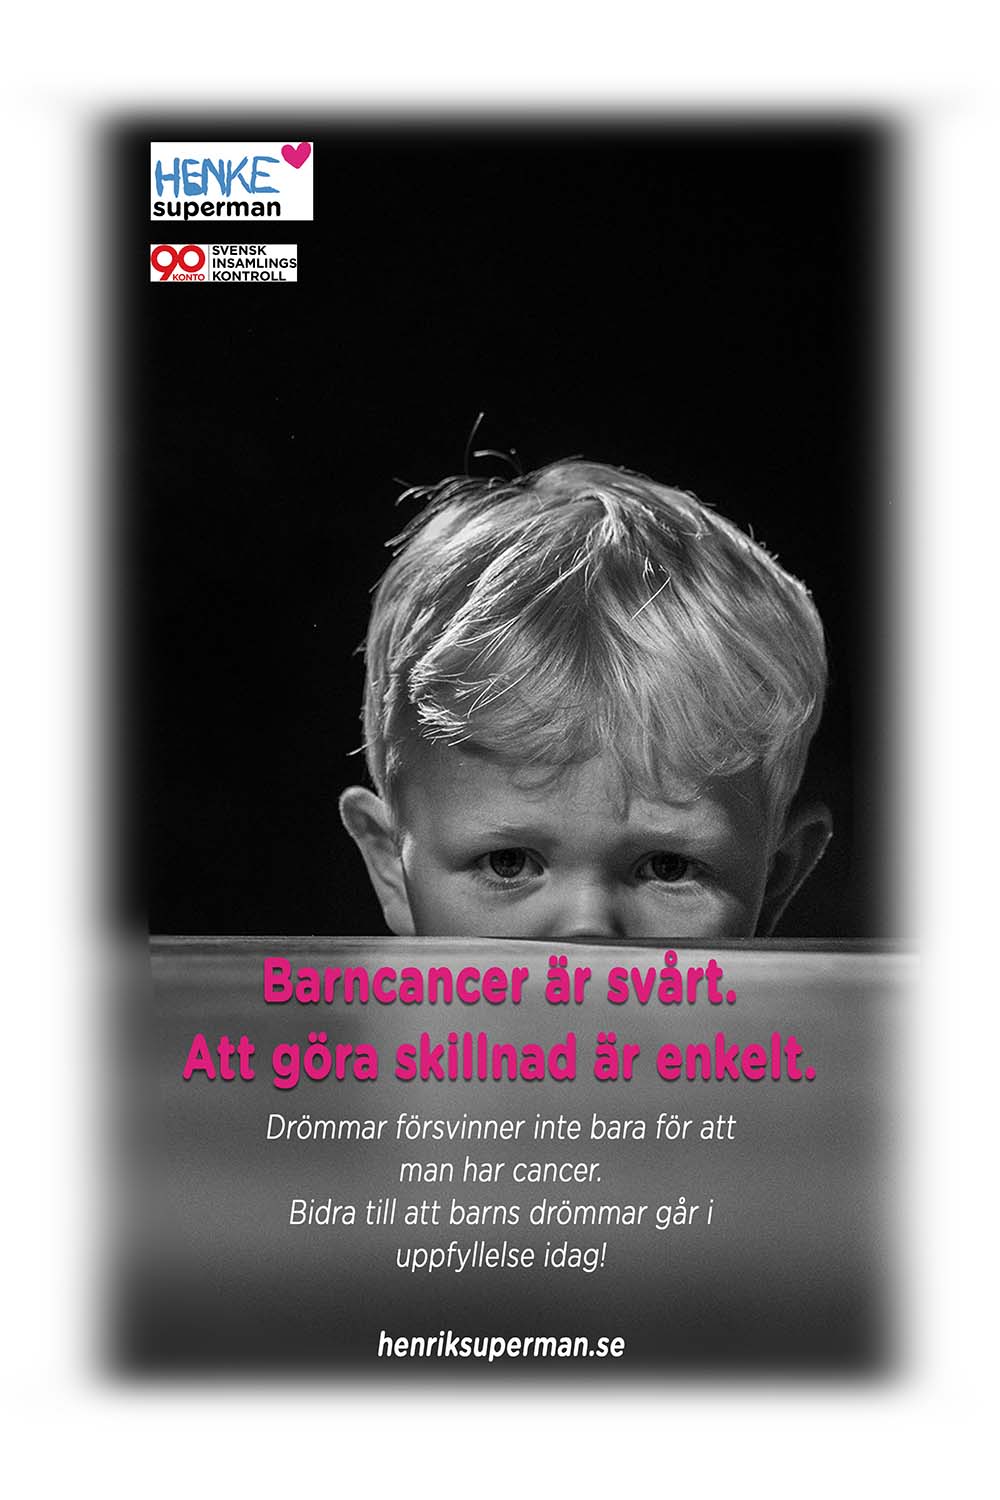 HENKE
superman
90 KONTO
SVENSK
INSAMLINGS
KONTROLL
Barncancer är svårt.
Att göra skillnad är enkelt.
Drömmar försvinner inte bara för att
man har cancer.
Bidra till att barns drömmar går i
uppfyllelse idag!
henriksuperman.se